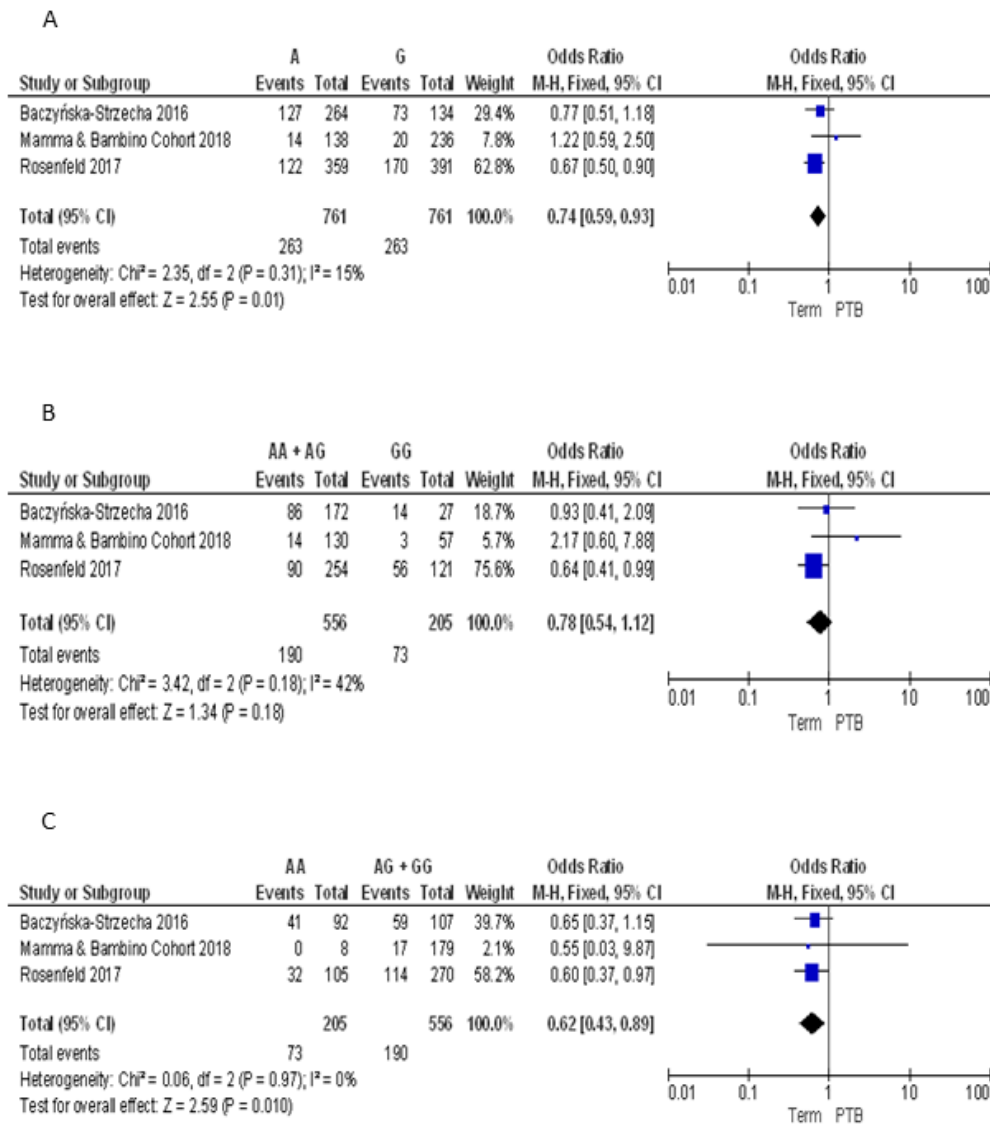 A
A G Odds Ratio Odds Ratio
Study or Subgroup Events Total Events Total Weight M-H, Fixed, 95% CI M-H, Fixed, 95% CI
Baczyńska-Strzecha 2016 127 264 73 134 29.4% 0.77 [0.51, 1.18]
Mamma & Bambino Cohort 2018 14 138 20 236 7.8% 1.22 [0.59, 2.50]
Rosenfeld 2017 122 359 170 391 62.8% 0.67 [0.50, 0.90]
Total (95% CI) 761 761 100.0% 0.74 [0.59, 0.93]
Total events 263 263
Heterogeneity: Chi² = 2.35, df = 2 (P = 0.31); I² = 15%
Test for overall effect: Z = 2.55 (P = 0.01)
0.01 0.1 1 10 100
Term PTB
B
AA + AG GG Odds Ratio Odds Ratio
Study or Subgroup Events Total Events Total Weight M-H, Fixed, 95% CI M-H, Fixed, 95% CI
Baczyńska-Strzecha 2016 86 172 14 27 18.7% 0.93 [0.41, 2.09]
Mamma & Bambino Cohort 2018 14 130 3 57 5.7% 2.17 [0.60, 7.88]
Rosenfeld 2017 90 254 56 121 75.6% 0.64 [0.41, 0.99]
Total (95% CI) 556 205 100.0% 0.78 [0.54, 1.12]
Total events 190 73
Heterogeneity: Chi² = 3.42, df = 2 (P = 0.18); I² = 42%
Test for overall effect: Z = 1.34 (P = 0.18)
0.01 0.1 1 10 100
Term PTB
C
AA AG + GG Odds Ratio Odds Ratio
Study or Subgroup Events Total Events Total Weight M-H, Fixed, 95% CI M-H, Fixed, 95% CI
Baczyńska-Strzecha 2016 41 92 59 107 39.7% 0.65 [0.37, 1.15]
Mamma & Bambino Cohort 2018 0 8 17 179 2.1% 0.55 [0.03, 9.87]
Rosenfeld 2017 32 105 114 270 58.2% 0.60 [0.37, 0.97]
Total (95% CI) 205 556 100.0% 0.62 [0.43, 0.89]
Total events 73 190
Heterogeneity: Chi² = 0.06, df = 2 (P = 0.97); I² = 0%
Test for overall effect: Z = 2.59 (P = 0.010)
0.01 0.1 1 10 100
Term PTB